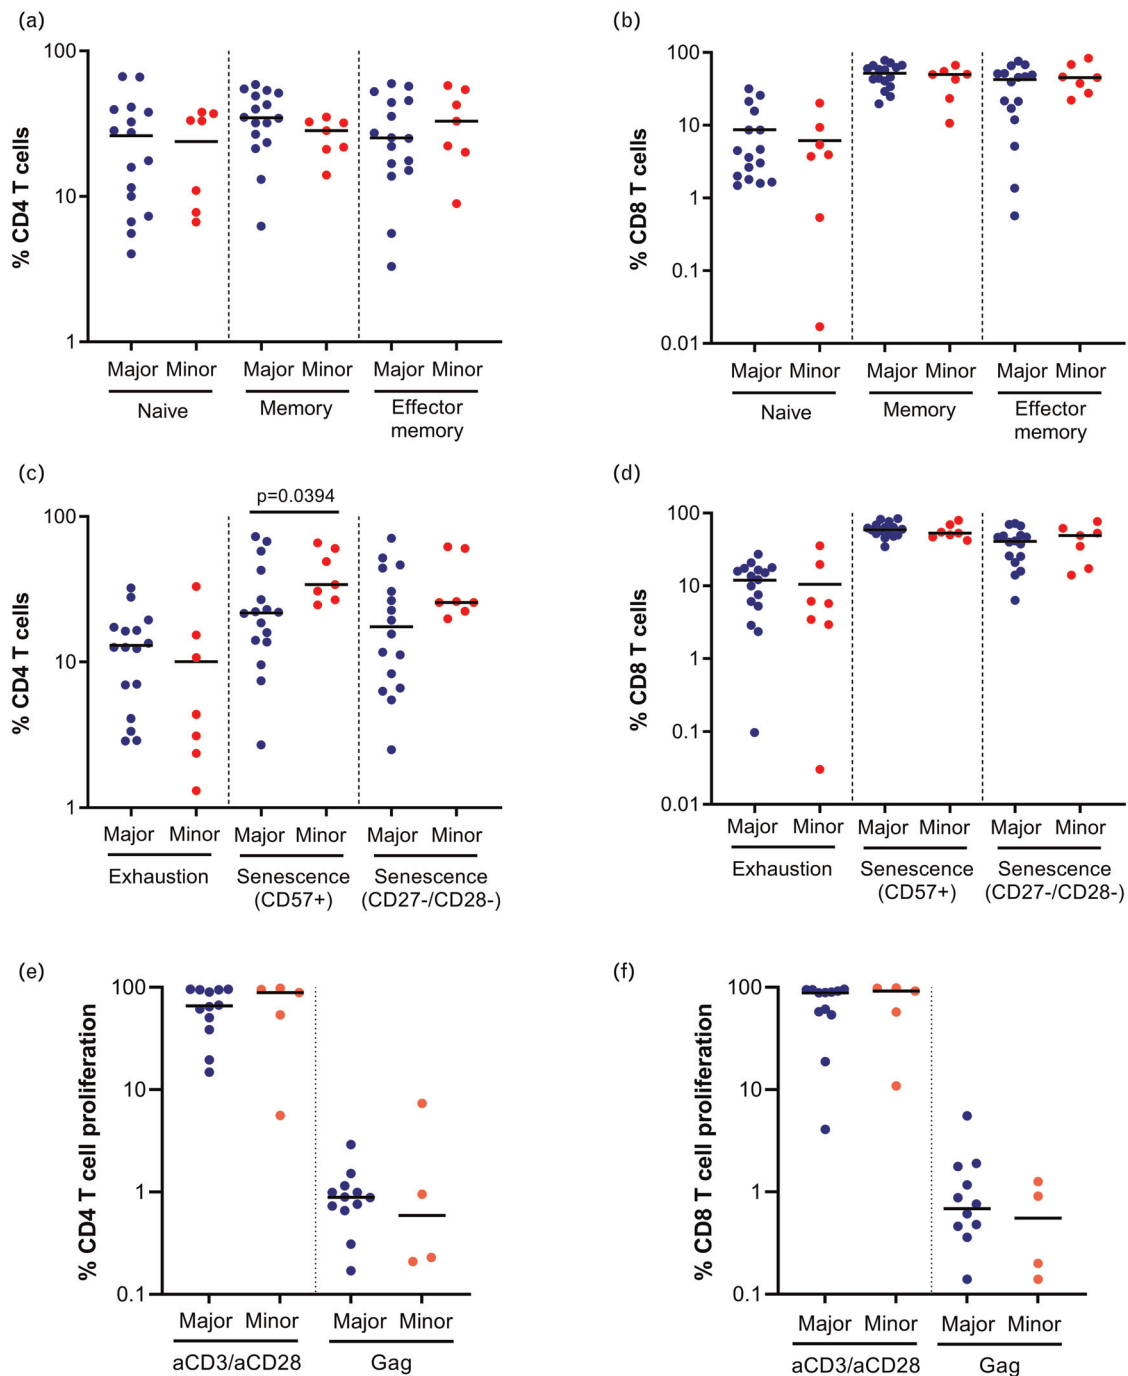 (a)
% CD4 T cells
100
10
1
Major Minor Major Minor Major Minor
Naive Memory Effector
memory
(b)
% CD8 T cells
100
10
1
0.1
0.01
Major Minor Major Minor Major Minor
Naive Memory Effector
memory
(c)
% CD4 T cells
p=0.0394
100
10
1
Major Minor Major Minor Major Minor
Exhaustion Senescence Senescence
(CD57+) (CD27-/CD28-)
(d)
% CD8 T cells
100
10
1
0.1
0.01
Major Minor Major Minor Major Minor
Exhaustion Senescence Senescence
(CD57+) (CD27-/CD28-)
(e)
% CD4 T cell proliferation
100
10
1
0.1
Major Minor Major Minor
aCD3/aCD28 Gag
(f)
% CD8 T cell proliferation
100
10
1
0.1
Major Minor Major Minor
aCD3/aCD28 Gag